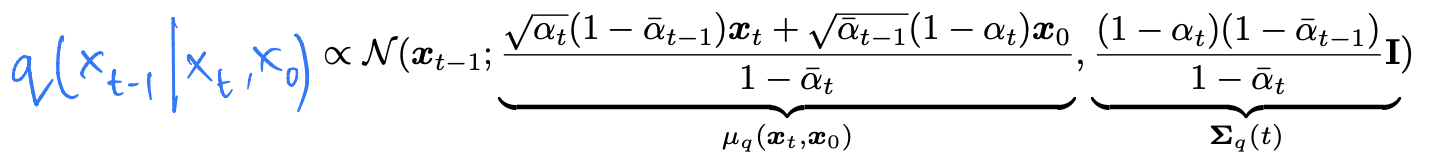 q(x_{t-1}|x_t,x_0) ∝ 𝒩(x_{t-1}; \frac{\sqrt{α_t}(1 − \bar{α}_{t-1})x_t + \sqrt{\bar{α}_{t-1}}(1 − α_t)x_0}{1 − \bar{α}_t}, \frac{(1 − α_t)(1 − \bar{α}_{t-1})}{1 − \bar{α}_t} I)
μ_q(x_t,x_0) Σ_q(t)